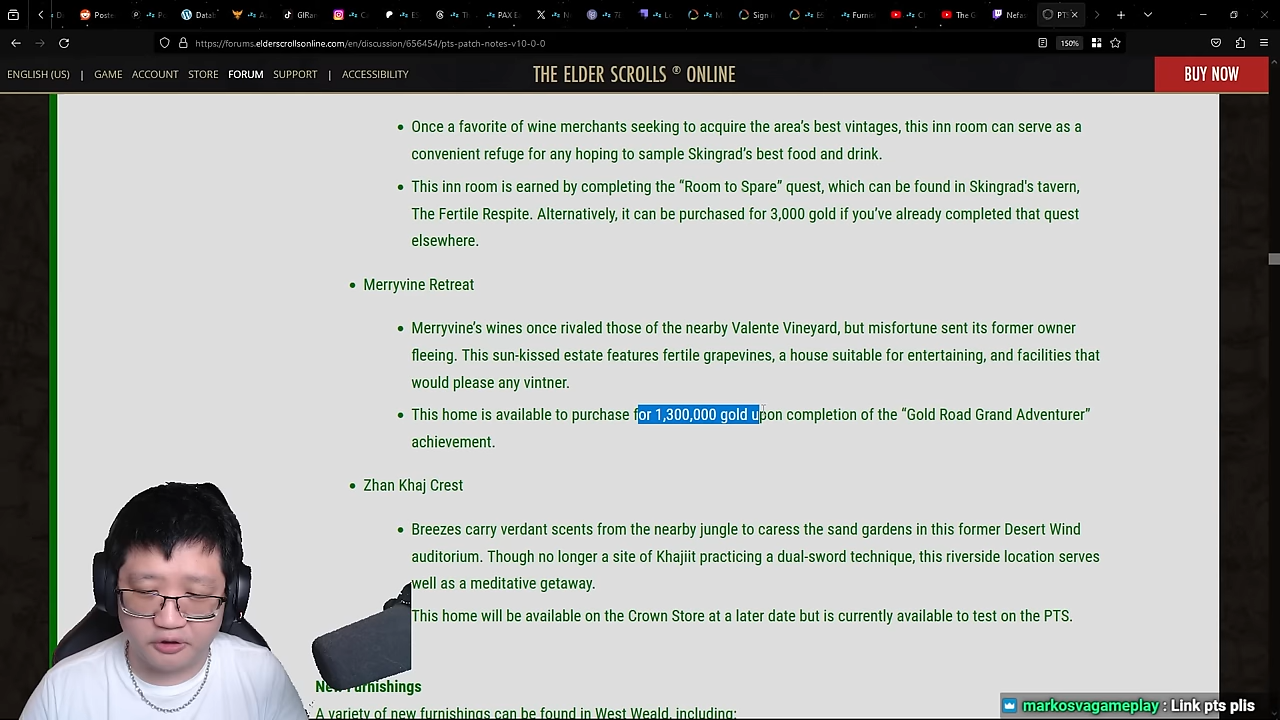 D
Reddit
Po
P
Datab
A
GIRar
P
E
Th
PAX E
N
7
L
M
Sign i
E
Furnis
C
The G
Nefas
PTS
https://forums.elderscrollsonline.com/en/discussion/656454/pts-patch-notes-v10-0-0
150%
ENGLISH (US) | GAME ACCOUNT STORE FORUM SUPPORT | ACCESSIBILITY
THE ELDER SCROLLS ® ONLINE
BUY NOW
Once a favorite of wine merchants seeking to acquire the area's best vintages, this inn room can serve as a
convenient refuge for any hoping to sample Skingrad's best food and drink.
This inn room is earned by completing the “Room to Spare” quest, which can be found in Skingrad's tavern,
The Fertile Respite. Alternatively, it can be purchased for 3,000 gold if you’ve already completed that quest
elsewhere.
Merryvine Retreat
Merryvine’s wines once rivaled those of the nearby Valente Vineyard, but misfortune sent its former owner
fleeing. This sun-kissed estate features fertile grapevines, a house suitable for entertaining, and facilities that
would please any vintner.
This home is available to purchase for 1,300,000 gold upon completion of the “Gold Road Grand Adventurer”
achievement.
Zhan Khaj Crest
Breezes carry verdant scents from the nearby jungle to caress the sand gardens in this former Desert Wind
auditorium. Though no longer a site of Khajiit practicing a dual-sword technique, this riverside location serves
well as a meditative getaway.
This home will be available on the Crown Store at a later date but is currently available to test on the PTS.
New Furnishings
A variety of new furnishings can be found in West Weald, including:
markosvagameplay : Link pts plis